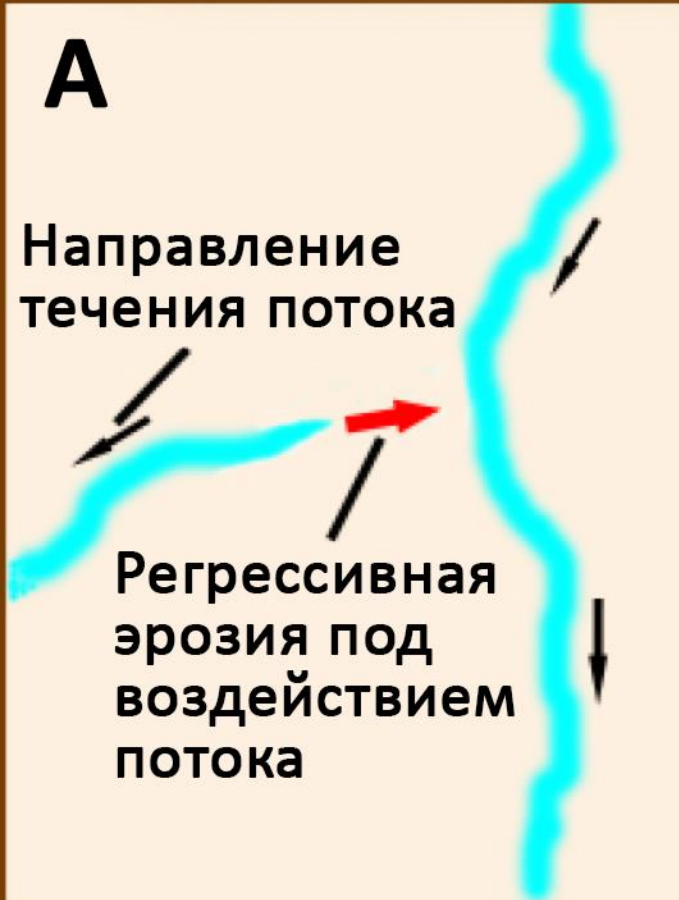 А
Направление
течения потока
Регрессивная
эрозия под
воздействием
потока